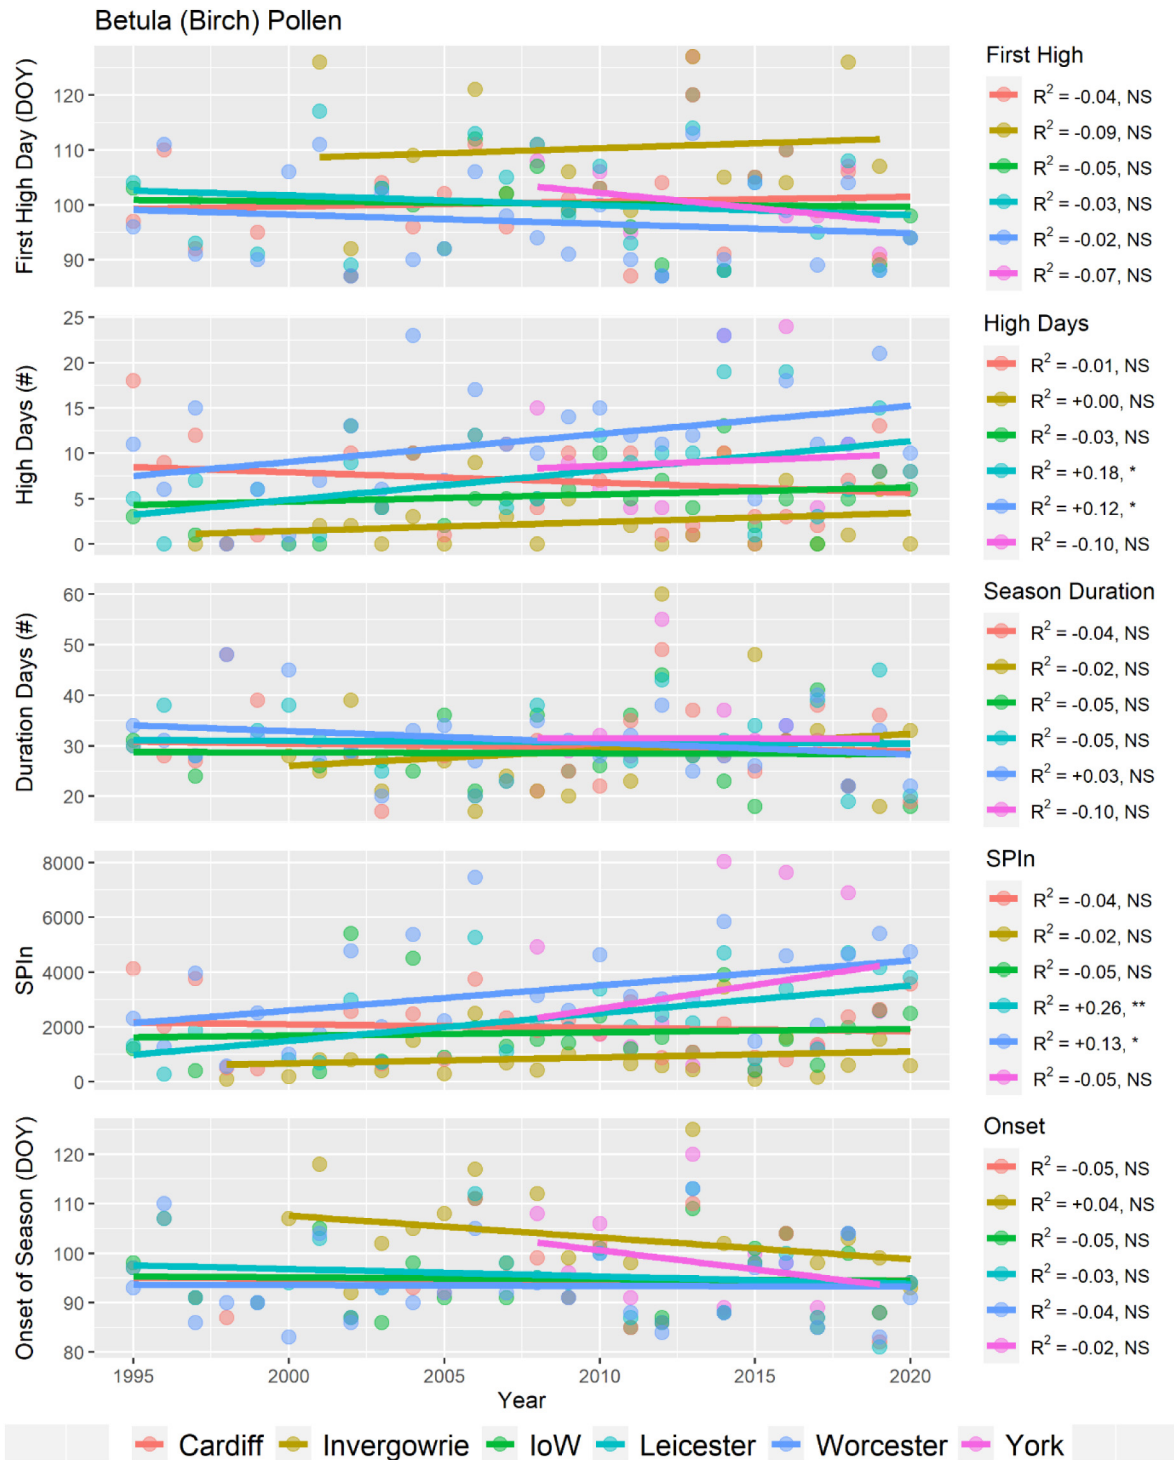 Betula (Birch) Pollen
First High Day (DOY)
120
110
100
90
First High
R² = -0.04, NS
R² = -0.09, NS
R² = -0.05, NS
R² = -0.03, NS
R² = -0.02, NS
R² = -0.07, NS
High Days (#)
25
20
15
10
5
0
High Days
R² = -0.01, NS
R² = +0.00, NS
R² = -0.03, NS
R² = +0.18, *
R² = +0.12, *
R² = -0.10, NS
Duration Days (#)
60
50
40
30
20
Season Duration
R² = -0.04, NS
R² = -0.02, NS
R² = -0.05, NS
R² = -0.05, NS
R² = +0.03, NS
R² = -0.10, NS
SPIn
8000
6000
4000
2000
0
SPIn
R² = -0.04, NS
R² = -0.02, NS
R² = -0.05, NS
R² = +0.26, **
R² = +0.13, *
R² = -0.05, NS
Onset of Season (DOY)
120
110
100
90
80
Onset
R² = -0.05, NS
R² = +0.04, NS
R² = -0.05, NS
R² = -0.03, NS
R² = -0.04, NS
R² = -0.02, NS
1995 2000 2005 2010 2015 2020
Year
Cardiff Invergowrie IoW Leicester Worcester York